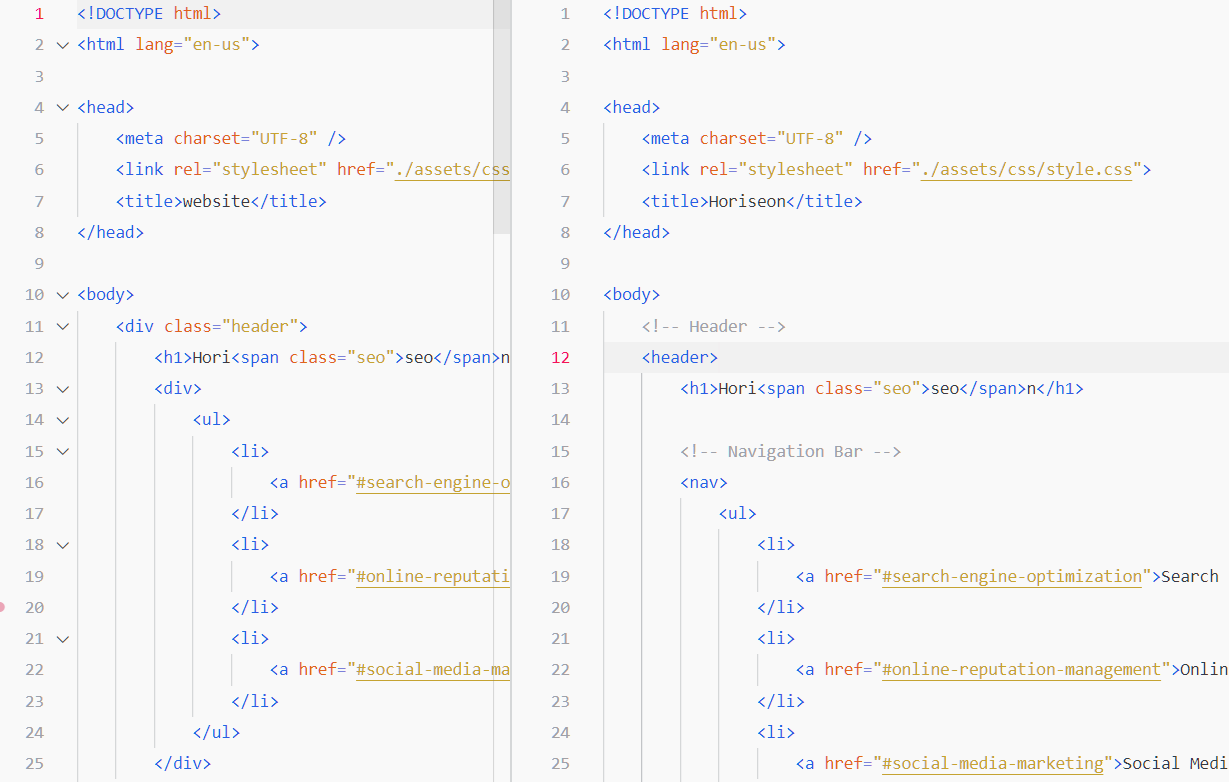 1 <!DOCTYPE html>
2 <html lang="en-us">
3
4 <head>
5 <meta charset="UTF-8" />
6 <link rel="stylesheet" href="./assets/css
7 <title>website</title>
8 </head>
9
10 <body>
11 <div class="header">
12 <h1>Hori<span class="seo">seo</span>n
13 <div>
14 <ul>
15 <li>
16 <a href="#search-engine-o
17 </li>
18 <li>
19 <a href="#online-reputati
20 </li>
21 <li>
22 <a href="#social-media-ma
23 </li>
24 </ul>
25 </div>
1 <!DOCTYPE html>
2 <html lang="en-us">
3
4 <head>
5 <meta charset="UTF-8" />
6 <link rel="stylesheet" href="./assets/css/style.css">
7 <title>Horiseon</title>
8 </head>
9
10 <body>
11 <!-- Header -->
12 <header>
13 <h1>Hori<span class="seo">seo</span>n</h1>
14
15 <!-- Navigation Bar -->
16 <nav>
17 <ul>
18 <li>
19 <a href="#search-engine-optimization">Search
20 </li>
21 <li>
22 <a href="#online-reputation-management">Onlin
23 </li>
24 <li>
25 <a href="#social-media-marketing">Social Medi